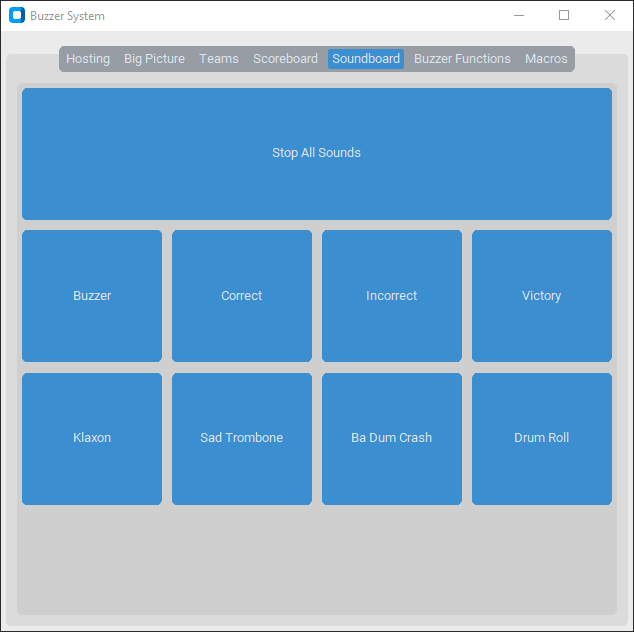 Buzzer System
Hosting Big Picture Teams Scoreboard Soundboard Buzzer Functions Macros
Stop All Sounds
Buzzer Correct Incorrect Victory
Klaxon Sad Trombone Ba Dum Crash Drum Roll